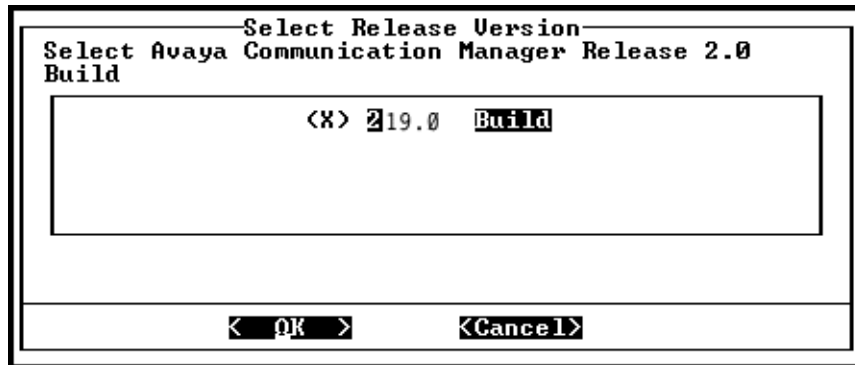 Select Release Version
Select Avaya Communication Manager Release 2.0
Build
(X) 219.0 Build
< OK > <Cancel>